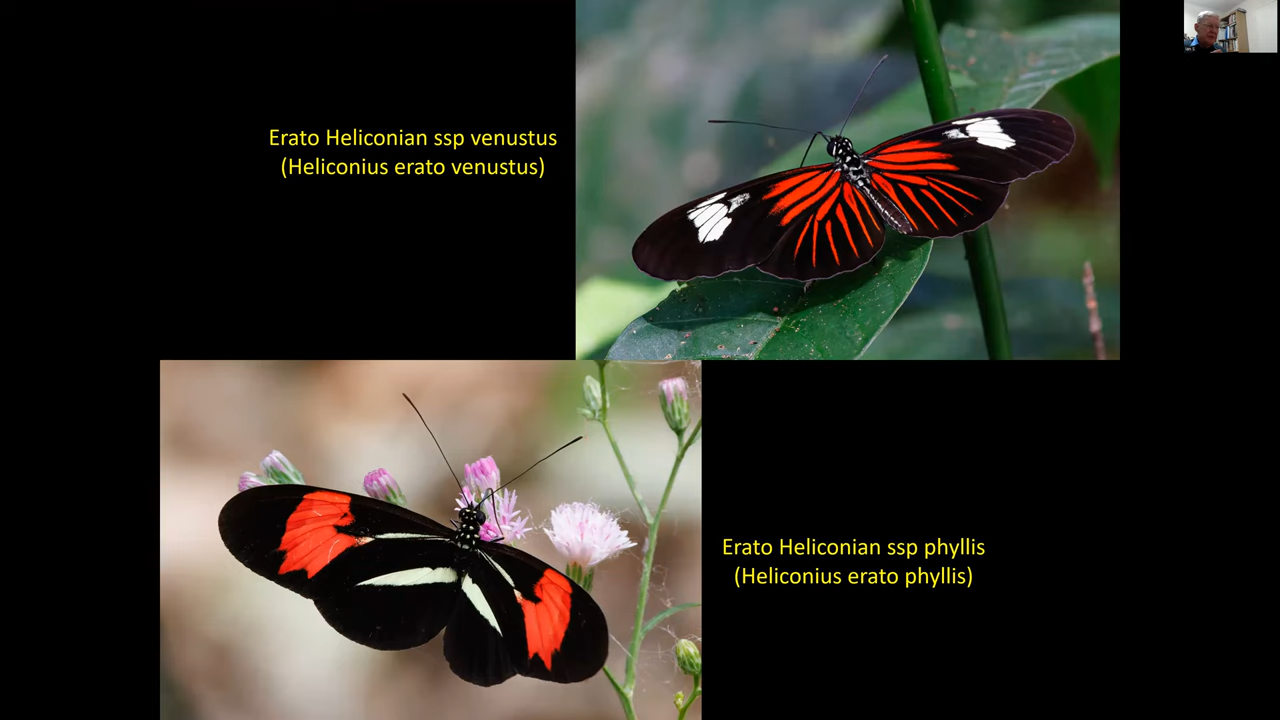 Erato Heliconian ssp venustus
(Heliconius erato venustus)
Erato Heliconian ssp phyllis
(Heliconius erato phyllis)